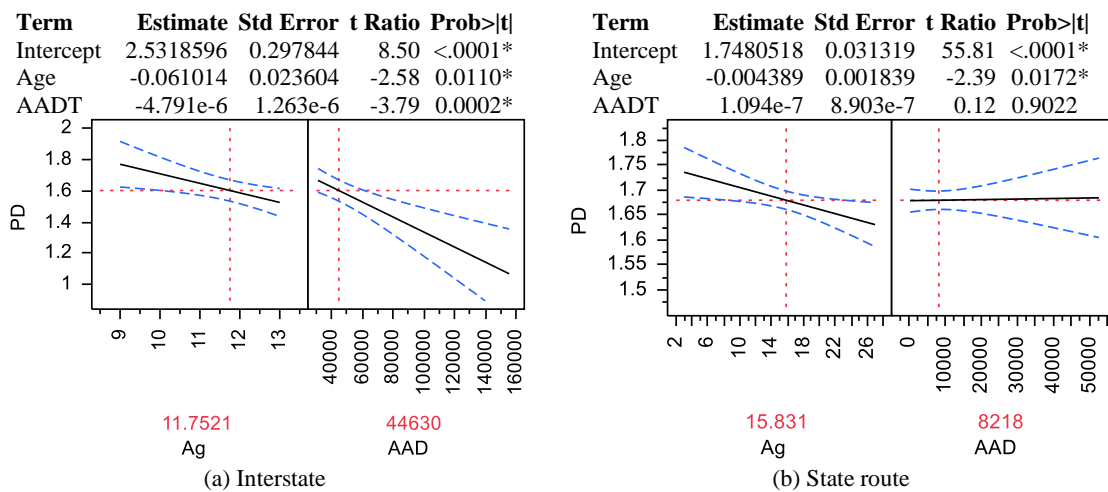 Term Estimate Std Error t Ratio Prob>|t|
Intercept 2.5318596 0.297844 8.50 <.0001*
Age -0.061014 0.023604 -2.58 0.0110*
AADT -4.791e-6 1.263e-6 -3.79 0.0002*
PD
2
1.8
1.6
1.4
1.2
1
9 10 11 12 13
40000 60000 80000 100000 120000 140000 160000
11.7521 44630
Ag AAD
(a) Interstate
Term Estimate Std Error t Ratio Prob>|t|
Intercept 1.7480518 0.031319 55.81 <.0001*
Age -0.004389 0.001839 -2.39 0.0172*
AADT 1.094e-7 8.903e-7 0.12 0.9022
PD
1.8
1.75
1.7
1.65
1.6
1.55
1.5
2 6 10 14 18 22 26
0 10000 20000 30000 40000 50000
15.831 8218
Ag AAD
(b) State route